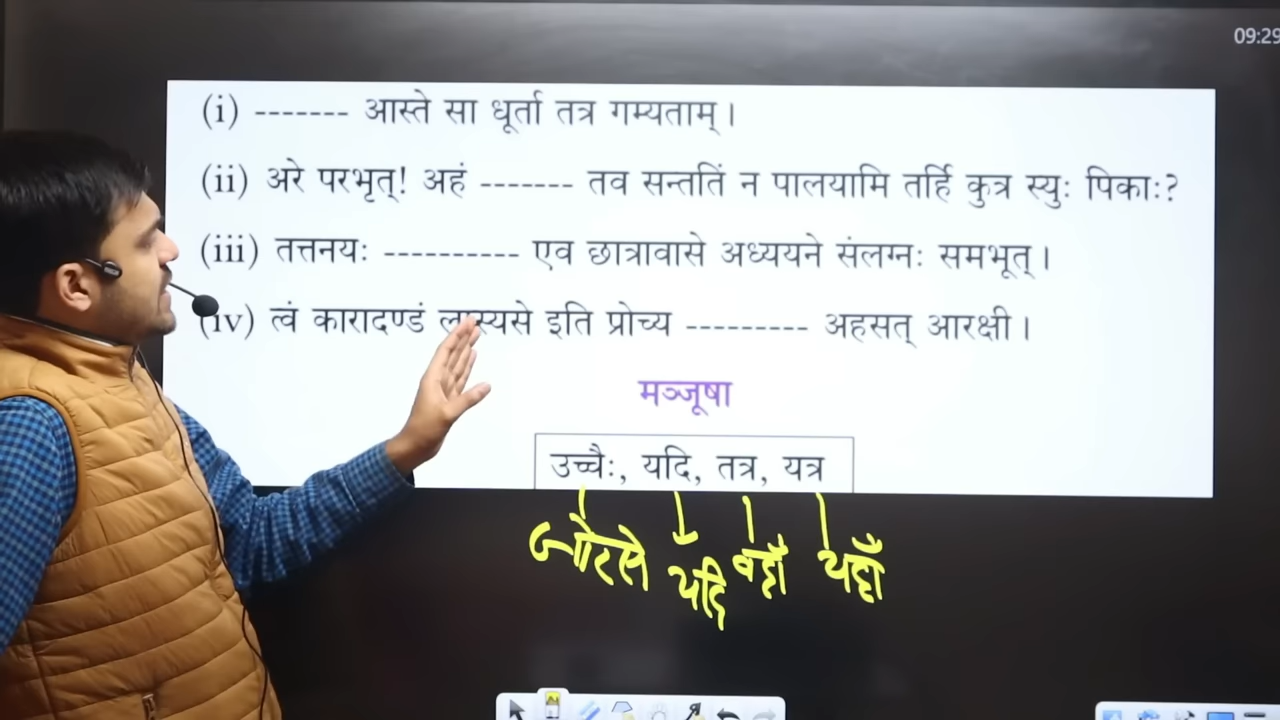 09:29
(i) ------- आस्ते सा धूर्ता तत्र गम्यताम्।
(ii) अरे परभृत्! अहं ------- तव सन्ततिं न पालयामि तर्हि कुत्र स्युः पिकाः?
(iii) तत्तनयः ---------- एव छात्रावासे अध्ययने संलग्नः समभूत्।
(iv) त्वं कारादण्डं लप्स्यसे इति प्रोच्य --------- अहसत् आरक्षी।
मञ्जूषा
उच्चैः, यदि, तत्र, यत्र
जोरसे यदि वहाँ यहाँ